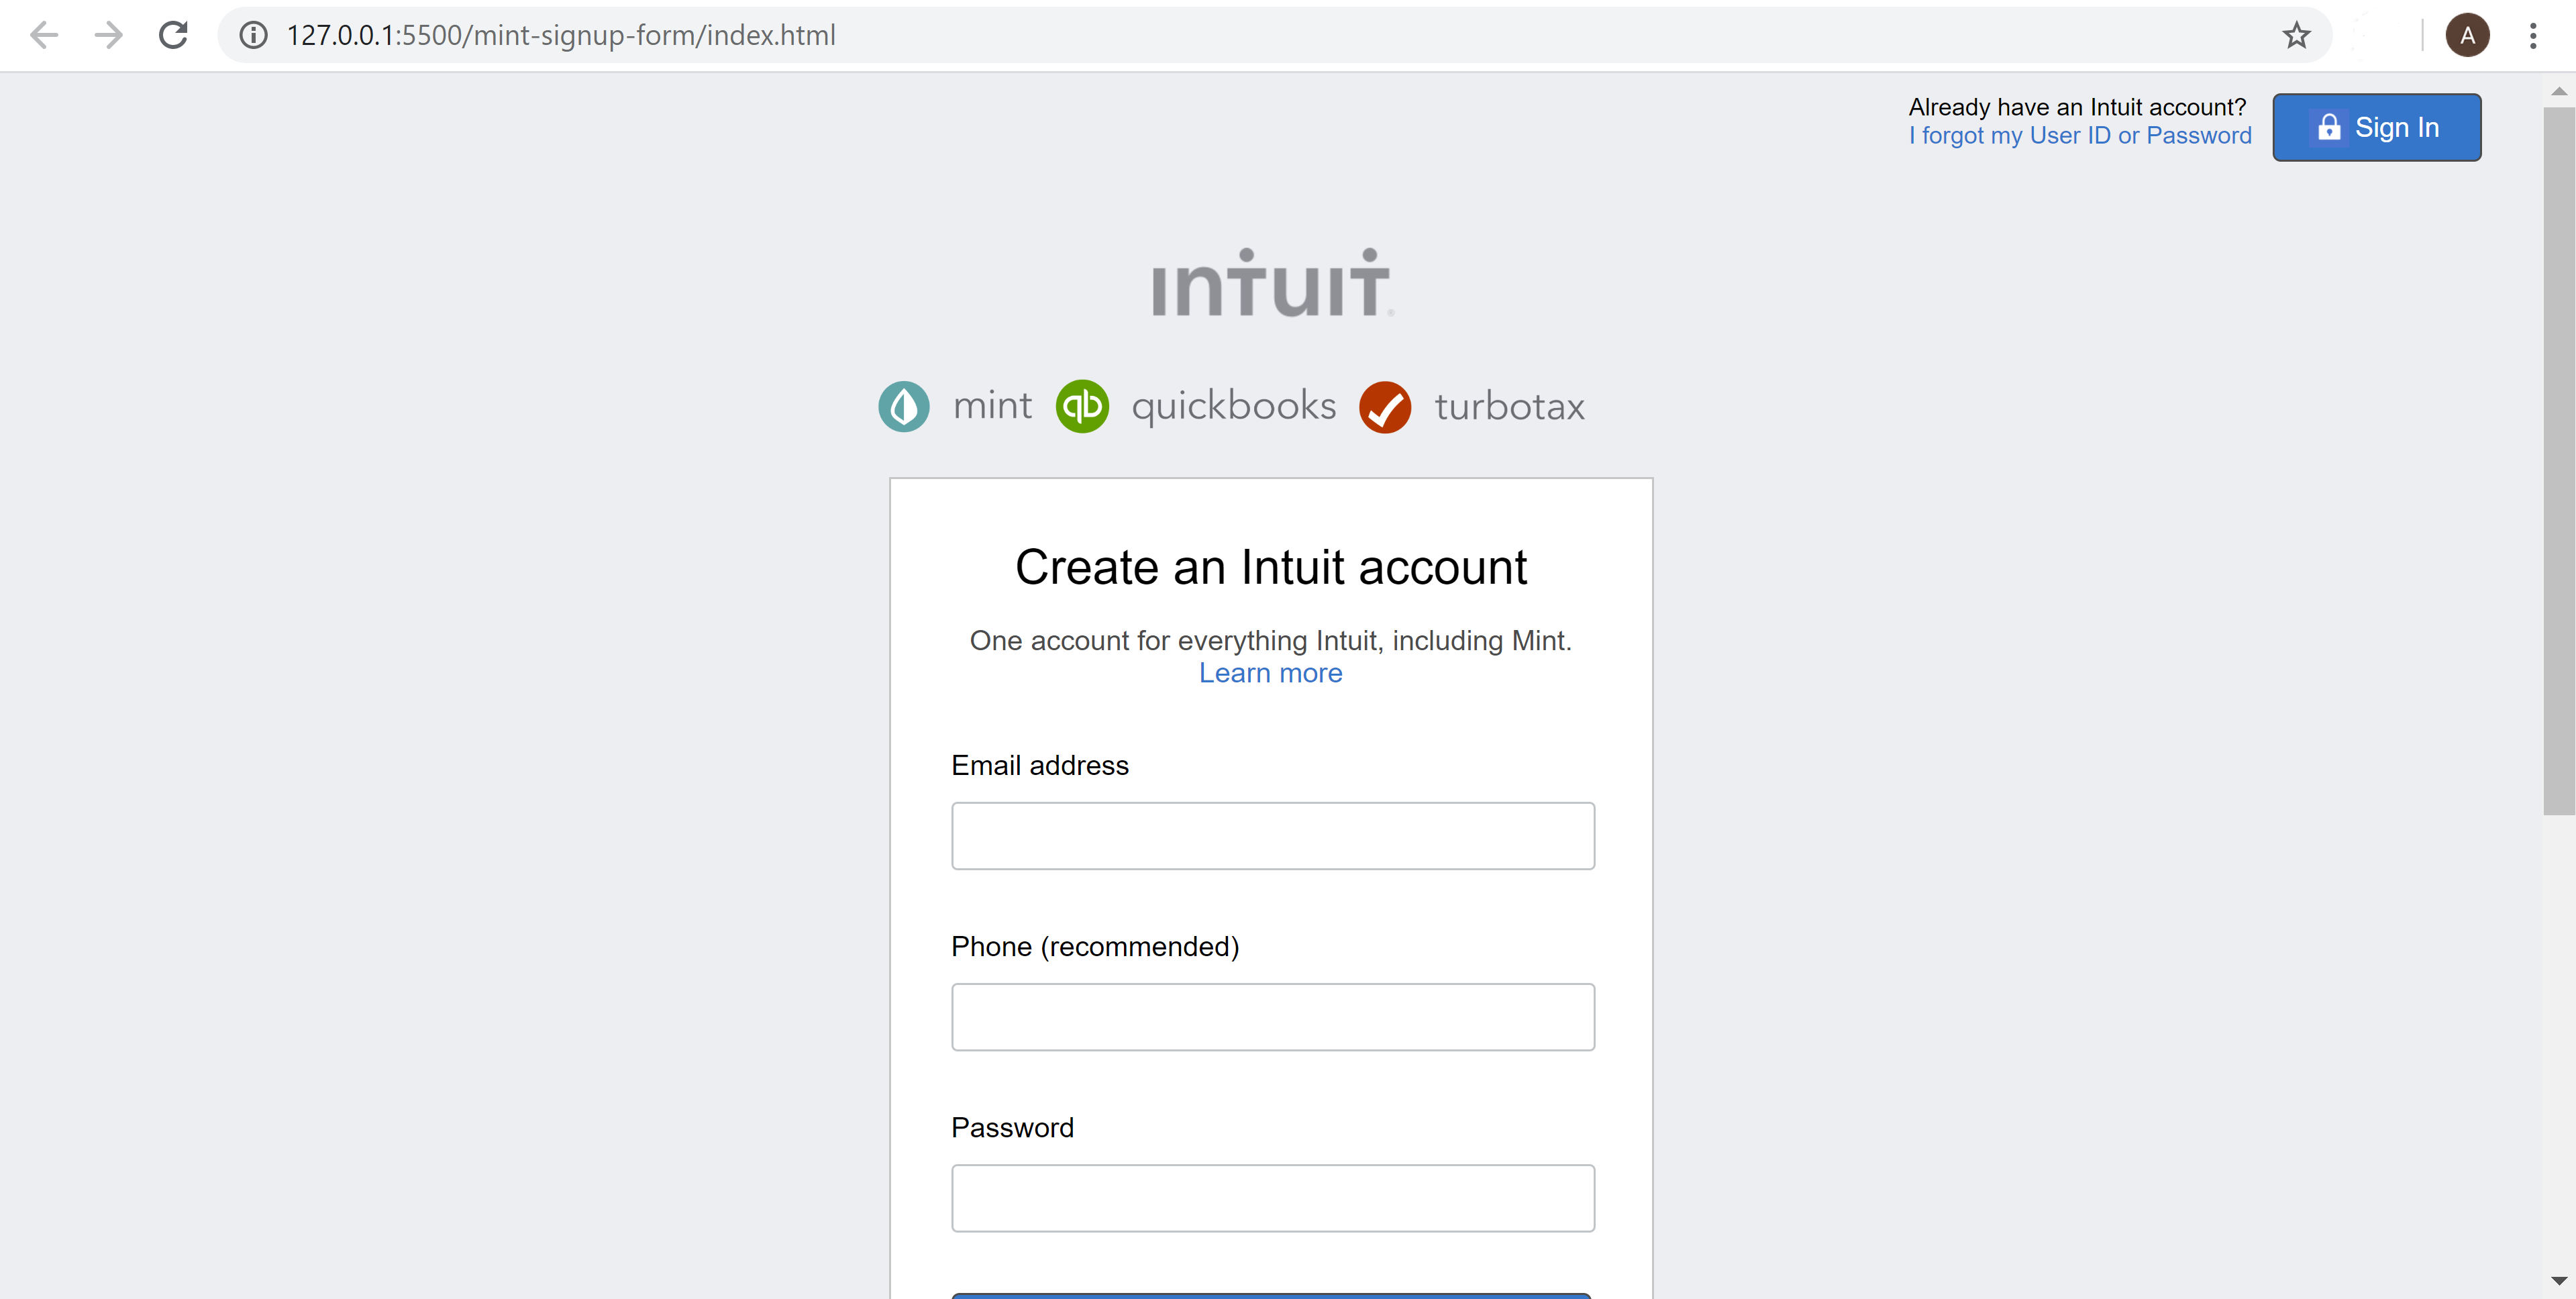 127.0.0.1:5500/mint-signup-form/index.html
A
Already have an Intuit account?
I forgot my User ID or Password
Sign In
intuit
mint qb quickbooks turbotax
Create an Intuit account
One account for everything Intuit, including Mint.
Learn more
Email address
Phone (recommended)
Password